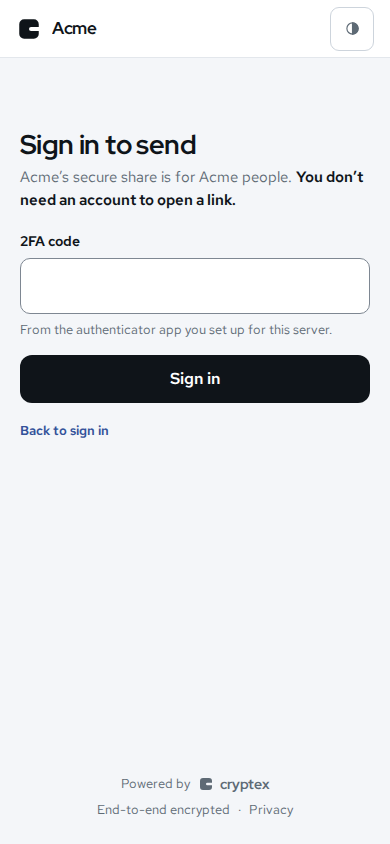 Acme
Sign in to send
Acme’s secure share is for Acme people. You don’t
need an account to open a link.
2FA code
From the authenticator app you set up for this server.
Sign in
Back to sign in
Powered by cryptex
End-to-end encrypted · Privacy